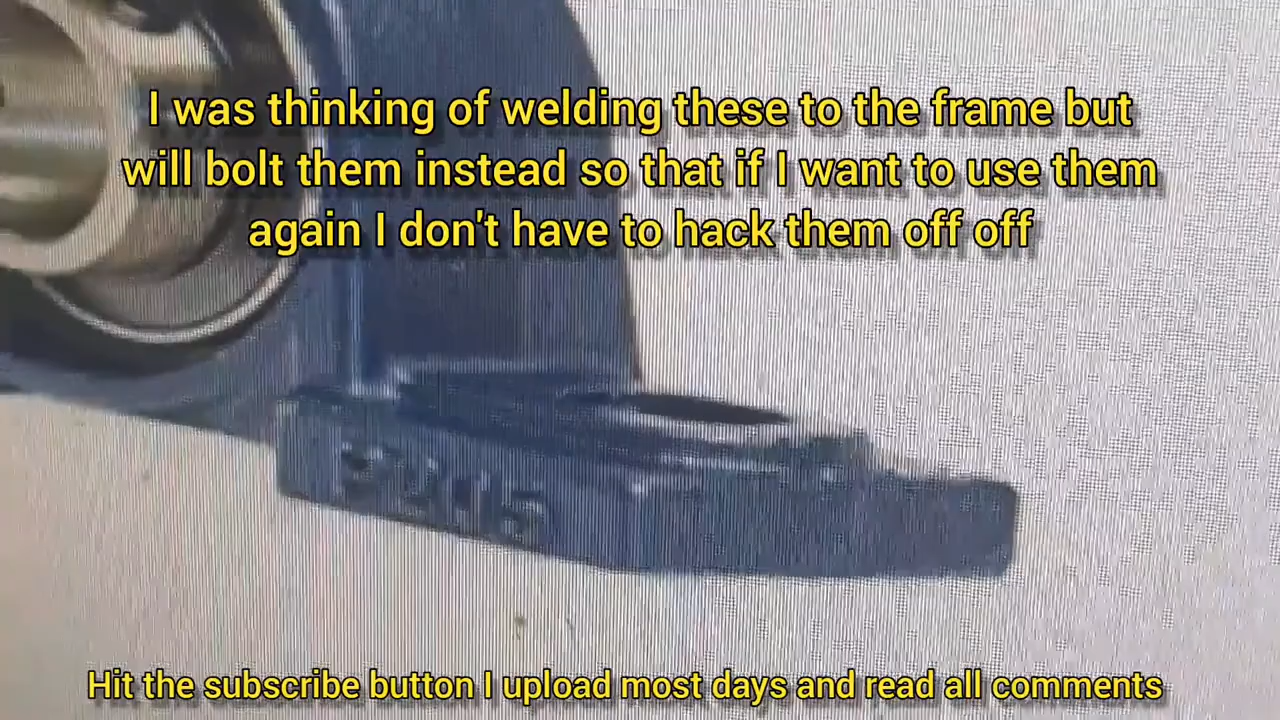 I was thinking of welding these to the frame but
will bolt them instead so that if I want to use them
again I don't have to hack them off off
Hit the subscribe button I upload most days and read all comments